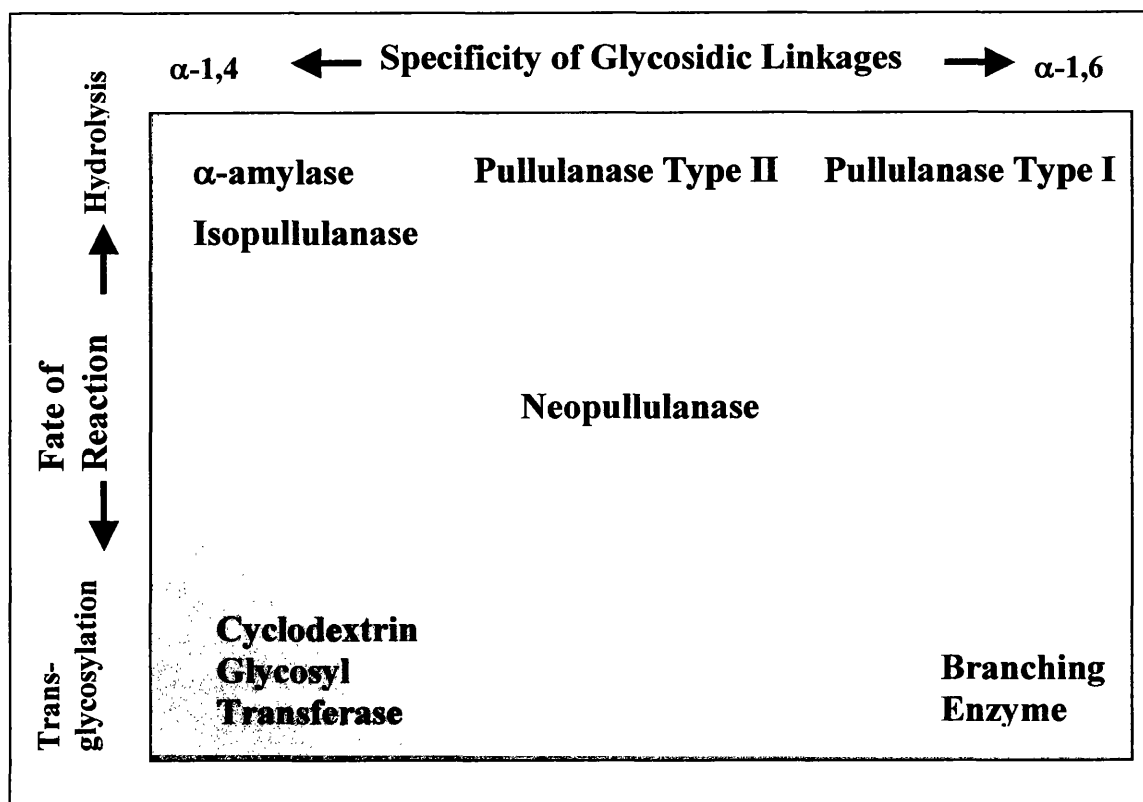 Specificity of Glycosidic Linkages
α-1,4
α-1,6
Hydrolysis
Fate of
Reaction
Trans-
glycosylation
α-amylase
Pullulanase Type II
Pullulanase Type I
Isopullulanase
Neopullulanase
Cyclodextrin
Glycosyl
Transferase
Branching
Enzyme